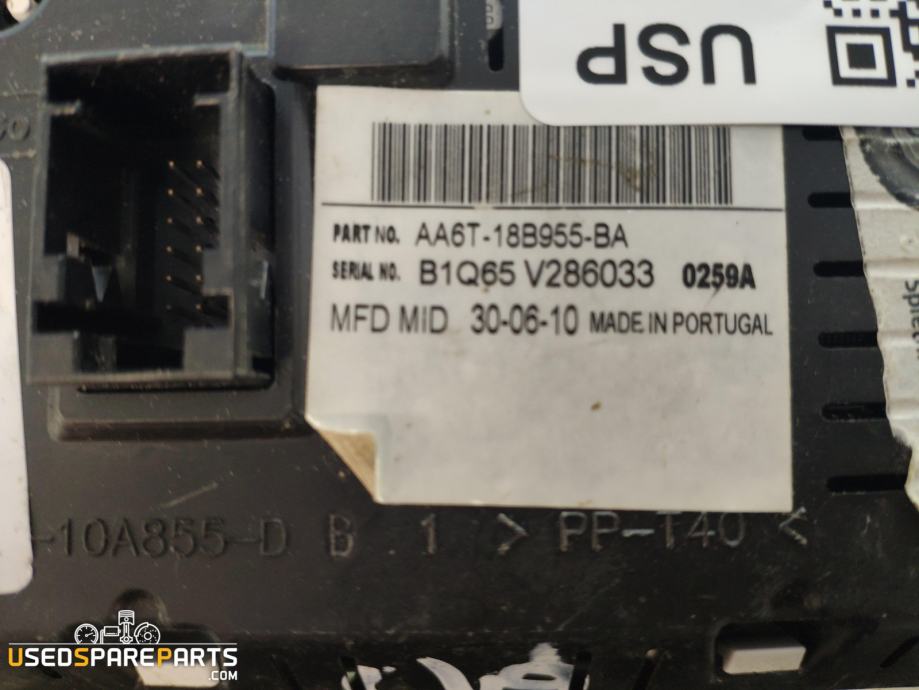 USP
PART NO. AA6T-18B955-BA
SERIAL NO. B1Q65 V286033 0259A
MFD MID 30-06-10 MADE IN PORTUGAL
-10A855-D B 1 > PP-T40 <
USEDSPAREPARTS
.COM